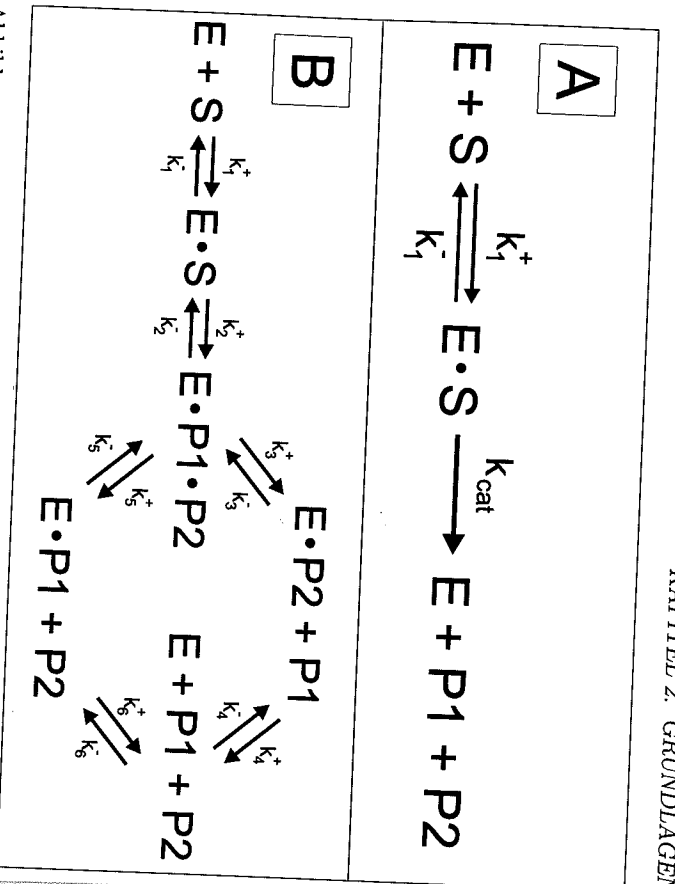 KAPITEL 2. GRUNDLAGEN
A
E + S k₁⁺ k₁⁻ E·S k_cat E + P1 + P2
B
E·P2 + P1
k₃⁺ k₃⁻ k₄⁻ k₄⁺
E + S k₁⁺ k₁⁻ E·S k₂⁺ k₂⁻ E·P1·P2 E + P1 + P2
k₅⁻ k₅⁺ k₆⁺ k₆⁻
E·P1 + P2